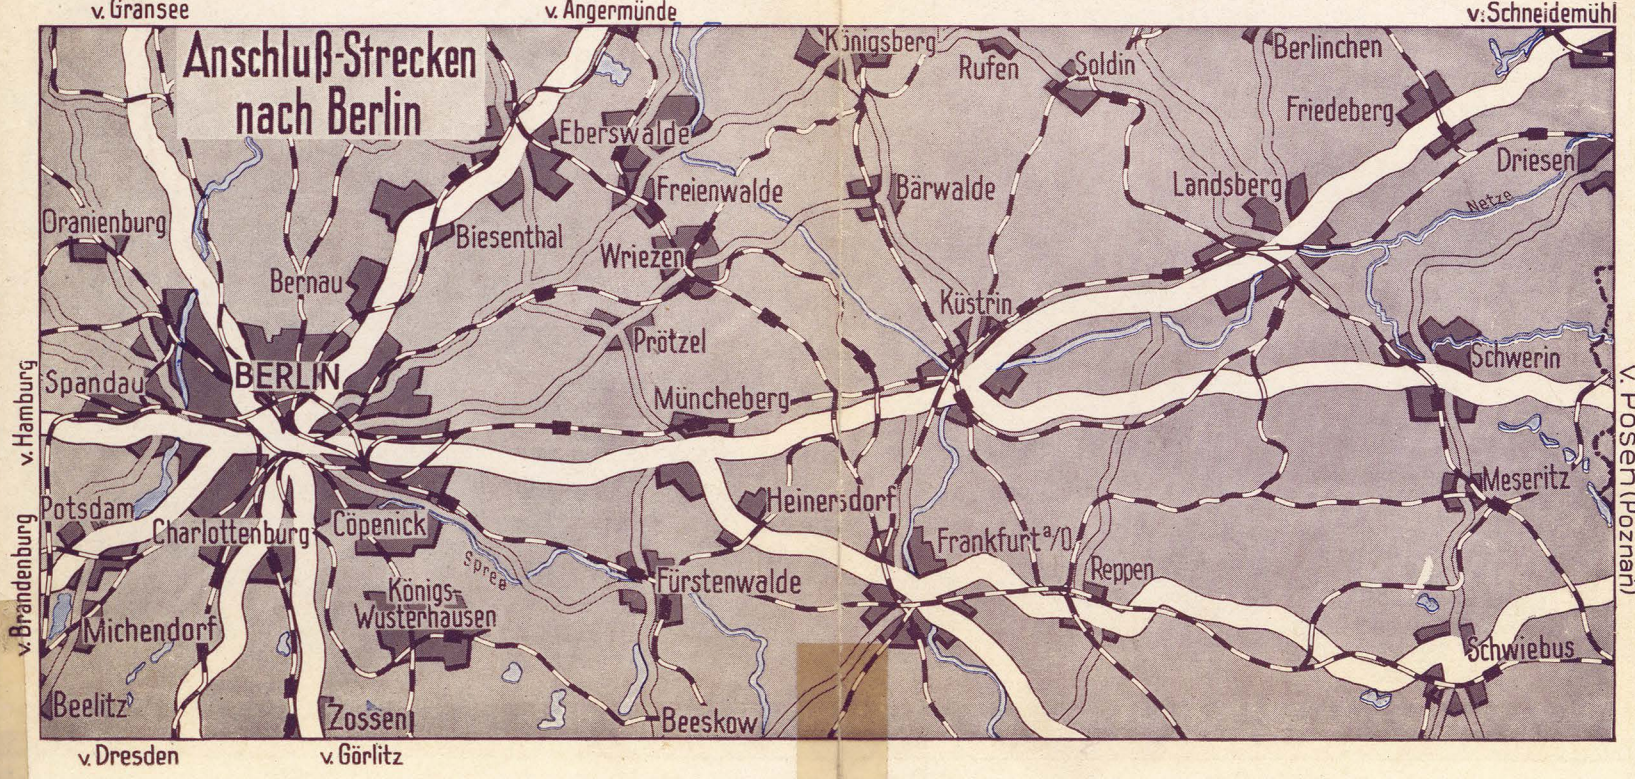 v. Gransee
v. Angermünde
v. Schneidemühl
Anschluß-Strecken
nach Berlin
Königsberg
Rufen
Soldin
Berlinchen
Friedeberg
Eberswalde
Driesen
Freienwalde
Bärwalde
Landsberg
Netze
Oranienburg
Biesenthal
Wriezen
Bernau
Küstrin
Prötzel
Schwerin
v. Hamburg
Spandau
BERLIN
Müncheberg
v. Posen (Poznań)
Meseritz
Potsdam
Heinersdorf
Charlottenburg
Cöpenick
Frankfurt a/O
v. Brandenburg
Spree
Reppen
Königs-
Wusterhausen
Fürstenwalde
Michendorf
Schwiebus
Beelitz
Zossen
Beeskow
v. Dresden
v. Görlitz